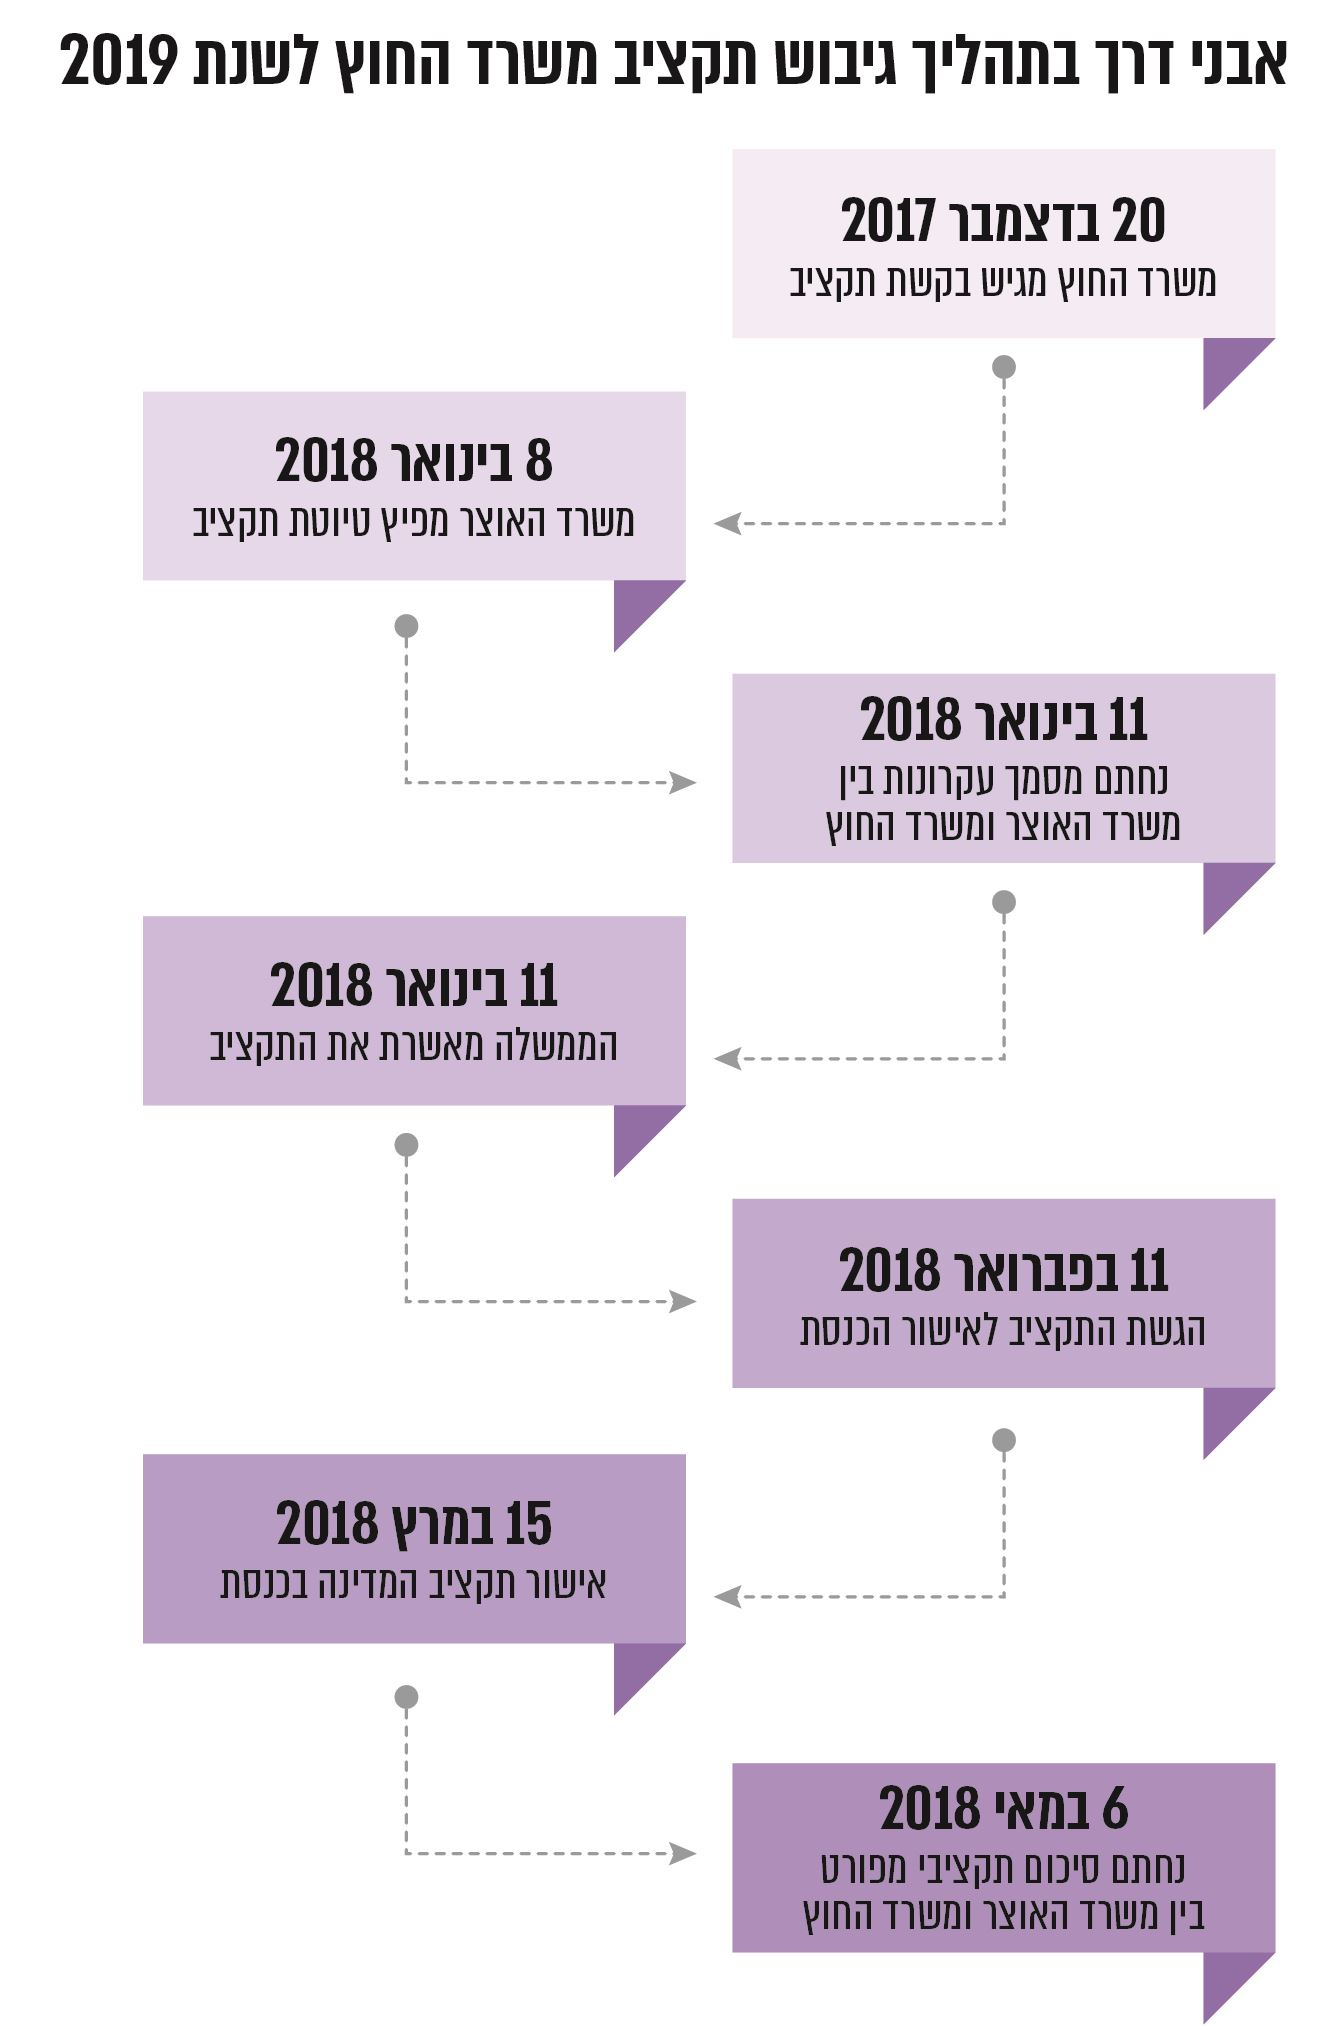 אבני דרך בתהליך גיבוש תקציב משרד החוץ לשנת 2019
20 בדצמבר 2017
משרד החוץ מגיש בקשת תקציב
8 בינואר 2018
משרד האוצר מפיץ טיוטת תקציב
11 בינואר 2018
נחתם מסמך עקרונות בין
משרד האוצר ומשרד החוץ
11 בינואר 2018
הממשלה מאשרת את התקציב
11 בפברואר 2018
הגשת התקציב לאישור הכנסת
15 במרץ 2018
אישור תקציב המדינה בכנסת
6 במאי 2018
נחתם סיכום תקציבי מפורט
בין משרד האוצר ומשרד החוץ